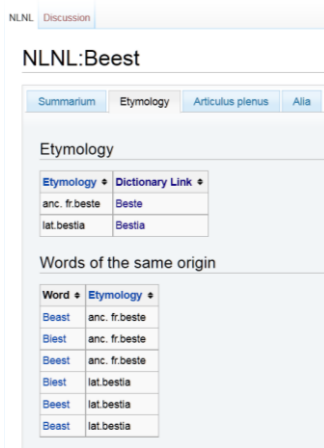 NLNL Discussion
NLNL:Beest
Summarium Etymology Articulus plenus Alia
Etymology
Etymology Dictionary Link
anc. fr.beste Beste
lat.bestia Bestia
Words of the same origin
Word Etymology
Beast anc. fr.beste
Biest anc. fr.beste
Beest anc. fr.beste
Biest lat.bestia
Beest lat.bestia
Beast lat.bestia